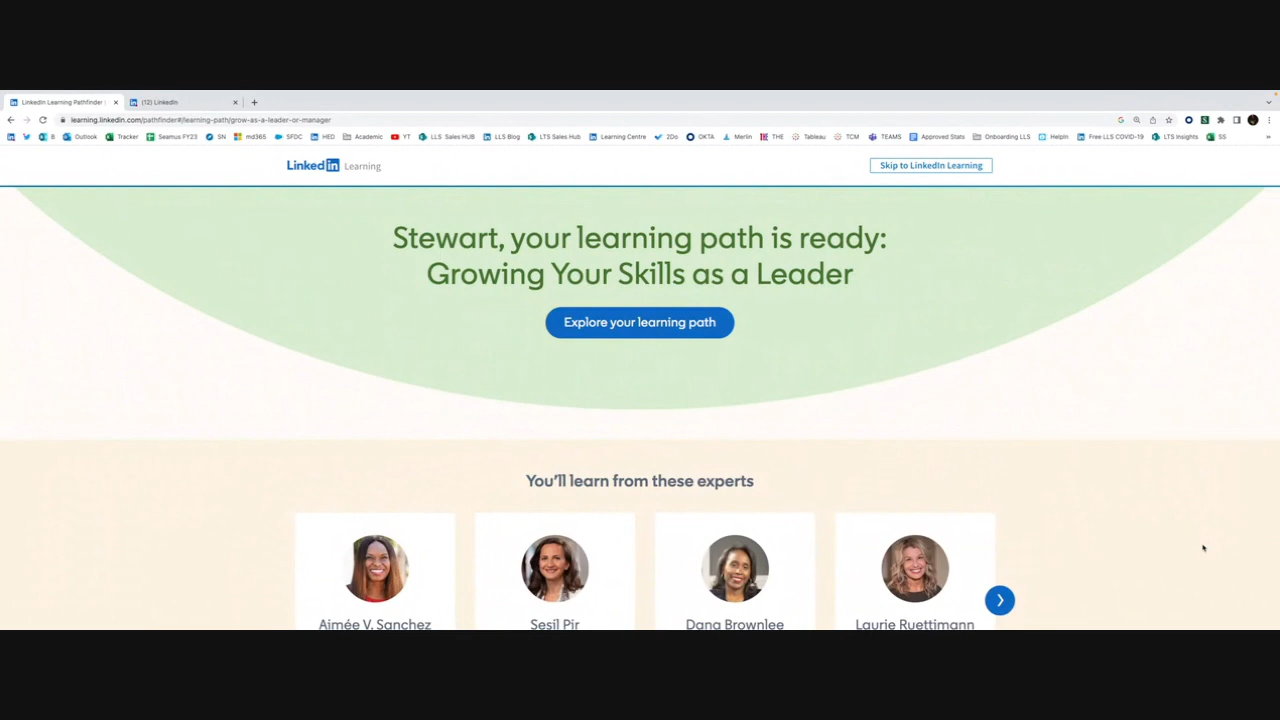 LinkedIn Learning Pathfinder
(12) LinkedIn
learning.linkedin.com/pathfinder#/learning-path/grow-as-a-leader-or-manager
B Outlook Tracker Seamus FY23 SN md365 SFDC HED Academic YT LLS Sales HUB LLS Blog LTS Sales Hub Learning Centre 2Do OKTA Merlin THE Tableau TCM TEAMS Approved Stats Onboarding LLS HelpIn Free LLS COVID-19 LTS Insights SS
Linkedin Learning
Skip to LinkedIn Learning
Stewart, your learning path is ready:
Growing Your Skills as a Leader
Explore your learning path
You'll learn from these experts
Aimée V. Sanchez
Sesil Pir
Dana Brownlee
Laurie Ruettimann